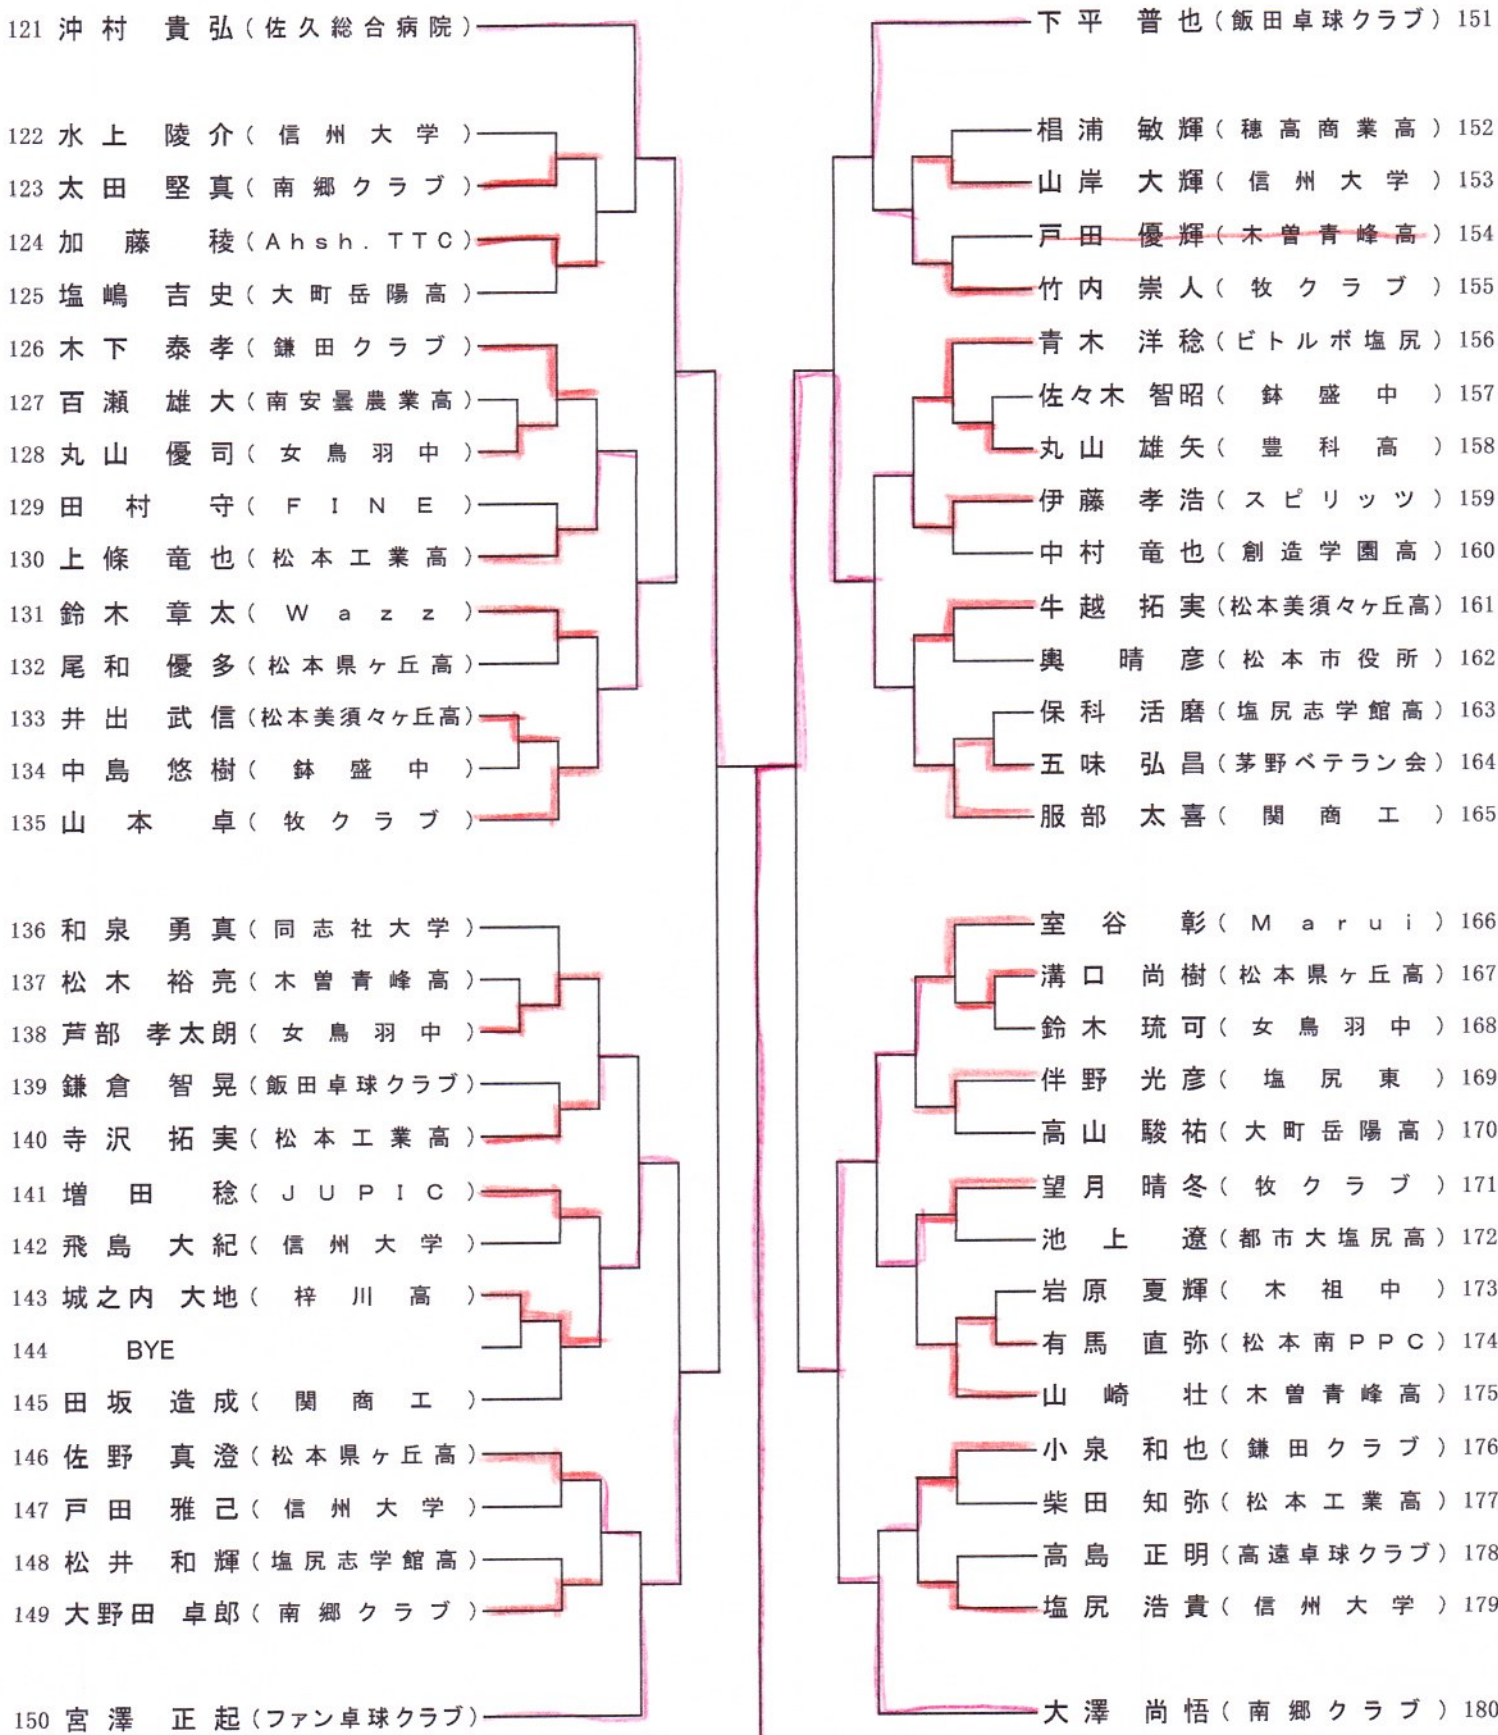 121 沖村 貴弘 (佐久総合病院)
122 水上 陵介 (信州大学)
123 太田 堅真 (南郷クラブ)
124 加藤 稜 (Ahsh.TTC)
125 塩嶋 吉史 (大町岳陽高)
126 木下 泰孝 (鎌田クラブ)
127 百瀬 雄大 (南安曇農業高)
128 丸山 優司 (女鳥羽中)
129 田村 守 (FINE)
130 上條 竜也 (松本工業高)
131 鈴木 章太 (Wazz)
132 尾和 優多 (松本県ヶ丘高)
133 井出 武信 (松本美須々ヶ丘高)
134 中島 悠樹 (鉢盛中)
135 山本 卓 (牧クラブ)
136 和泉 勇真 (同志社大学)
137 松木 裕亮 (木曽青峰高)
138 芦部 孝太朗 (女鳥羽中)
139 鎌倉 智晃 (飯田卓球クラブ)
140 寺沢 拓実 (松本工業高)
141 増田 稔 (JUPIC)
142 飛島 大紀 (信州大学)
143 城之内 大地 (梓川高)
144 BYE
145 田坂 造成 (関商工)
146 佐野 真澄 (松本県ヶ丘高)
147 戸田 雅己 (信州大学)
148 松井 和輝 (塩尻志学館高)
149 大野田 卓郎 (南郷クラブ)
150 宮澤 正起 (ファン卓球クラブ)
下平 普也 (飯田卓球クラブ) 151
椙浦 敏輝 (穂高商業高) 152
山岸 大輝 (信州大学) 153
戸田 優輝 (木曽青峰高) 154
竹内 崇人 (牧クラブ) 155
青木 洋稔 (ビトルボ塩尻) 156
佐々木 智昭 (鉢盛中) 157
丸山 雄矢 (豊科高) 158
伊藤 孝浩 (スピリッツ) 159
中村 竜也 (創造学園高) 160
牛越 拓実 (松本美須々ヶ丘高) 161
輿 晴彦 (松本市役所) 162
保科 活磨 (塩尻志学館高) 163
五味 弘昌 (茅野ベテラン会) 164
服部 太喜 (関商工) 165
室谷 彰 (Marui) 166
溝口 尚樹 (松本県ヶ丘高) 167
鈴木 琉可 (女鳥羽中) 168
伴野 光彦 (塩尻東) 169
高山 駿祐 (大町岳陽高) 170
望月 晴冬 (牧クラブ) 171
池上 遼 (都市大塩尻高) 172
岩原 夏輝 (木祖中) 173
有馬 直弥 (松本南PPC) 174
山崎 壮 (木曽青峰高) 175
小泉 和也 (鎌田クラブ) 176
柴田 知弥 (松本工業高) 177
高島 正明 (高遠卓球クラブ) 178
塩尻 浩貴 (信州大学) 179
大澤 尚悟 (南郷クラブ) 180